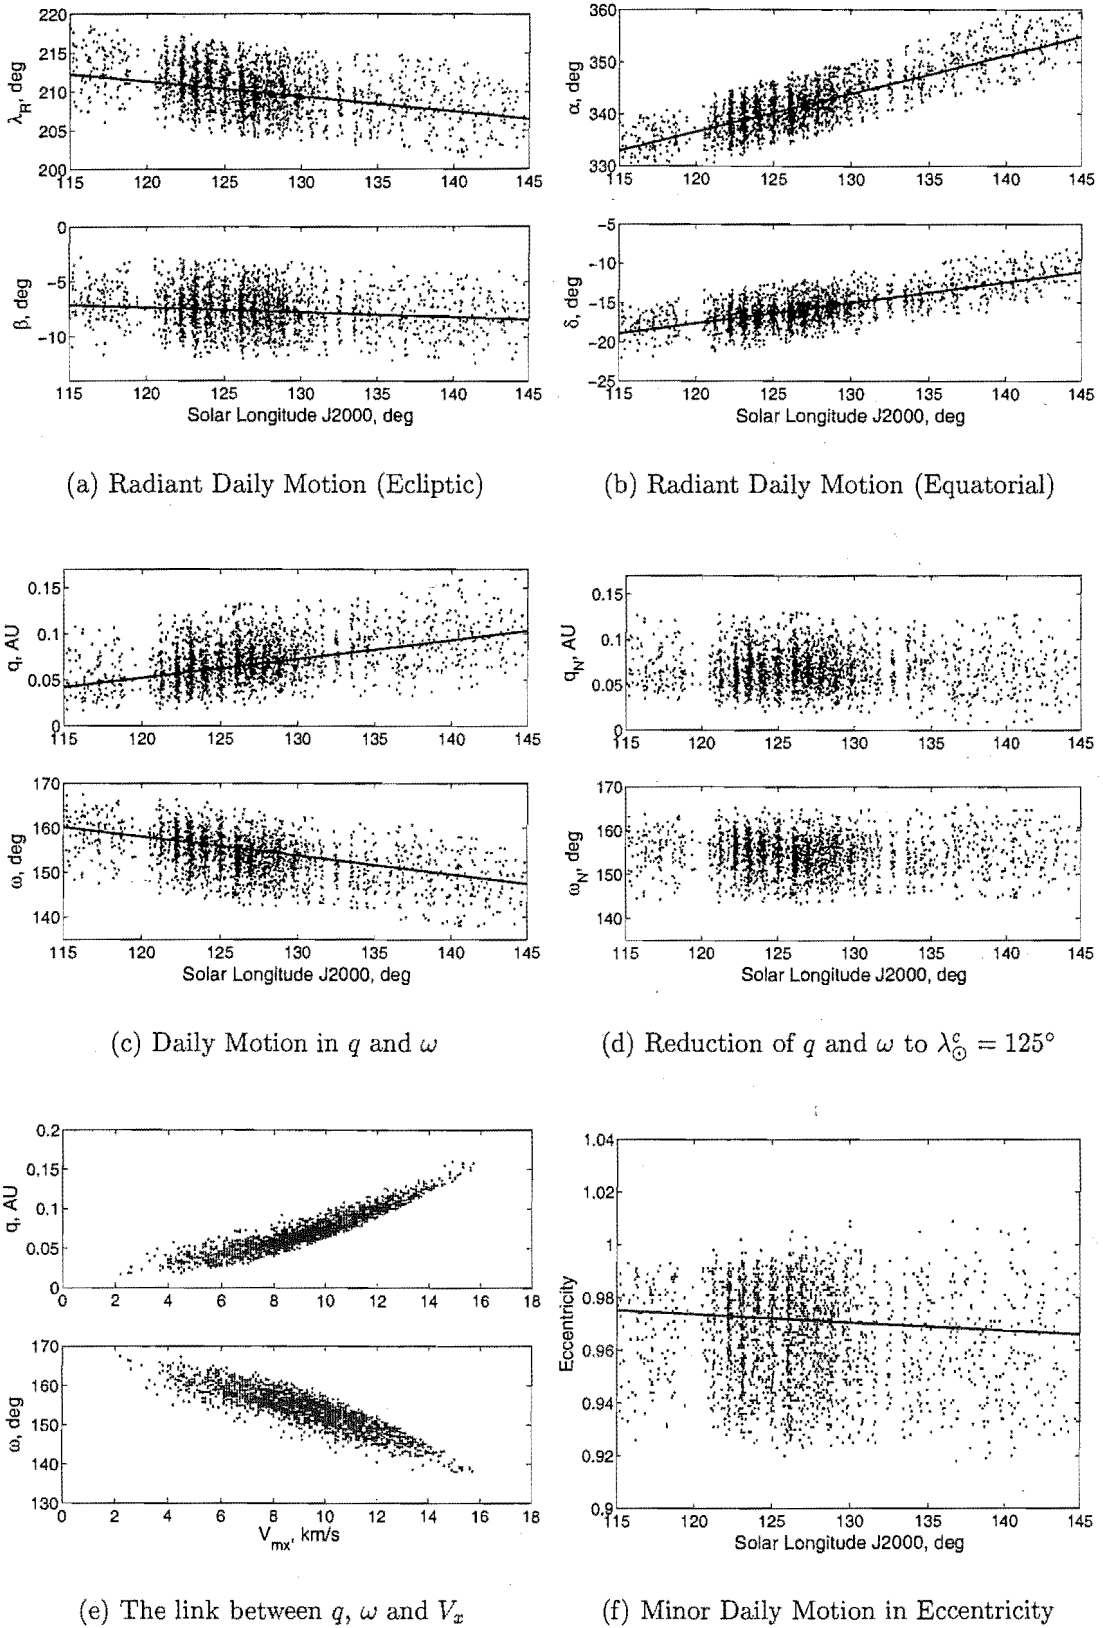 220
215
210
205
200
λ_R, deg
115 120 125 130 135 140 145
0
−5
−10
β, deg
115 120 125 130 135 140 145
Solar Longitude J2000, deg
(a) Radiant Daily Motion (Ecliptic)
360
350
340
330
α, deg
115 120 125 130 135 140 145
−5
−10
−15
−20
−25
δ, deg
115 120 125 130 135 140 145
Solar Longitude J2000, deg
(b) Radiant Daily Motion (Equatorial)
0.15
0.1
0.05
0
q, AU
115 120 125 130 135 140 145
170
160
150
140
ω, deg
115 120 125 130 135 140 145
Solar Longitude J2000, deg
(c) Daily Motion in q and ω
0.15
0.1
0.05
0
q_N, AU
115 120 125 130 135 140 145
170
160
150
140
ω_N, deg
115 120 125 130 135 140 145
Solar Longitude J2000, deg
(d) Reduction of q and ω to λ^c_⊙ = 125°
0.2
0.15
0.1
0.05
0
q, AU
0 2 4 6 8 10 12 14 16 18
170
160
150
140
130
ω, deg
0 2 4 6 8 10 12 14 16 18
V_mx, km/s
(e) The link between q, ω and V_x
1.04
1.02
1
0.98
0.96
0.94
0.92
0.9
Eccentricity
115 120 125 130 135 140 145
Solar Longitude J2000, deg
(f) Minor Daily Motion in Eccentricity